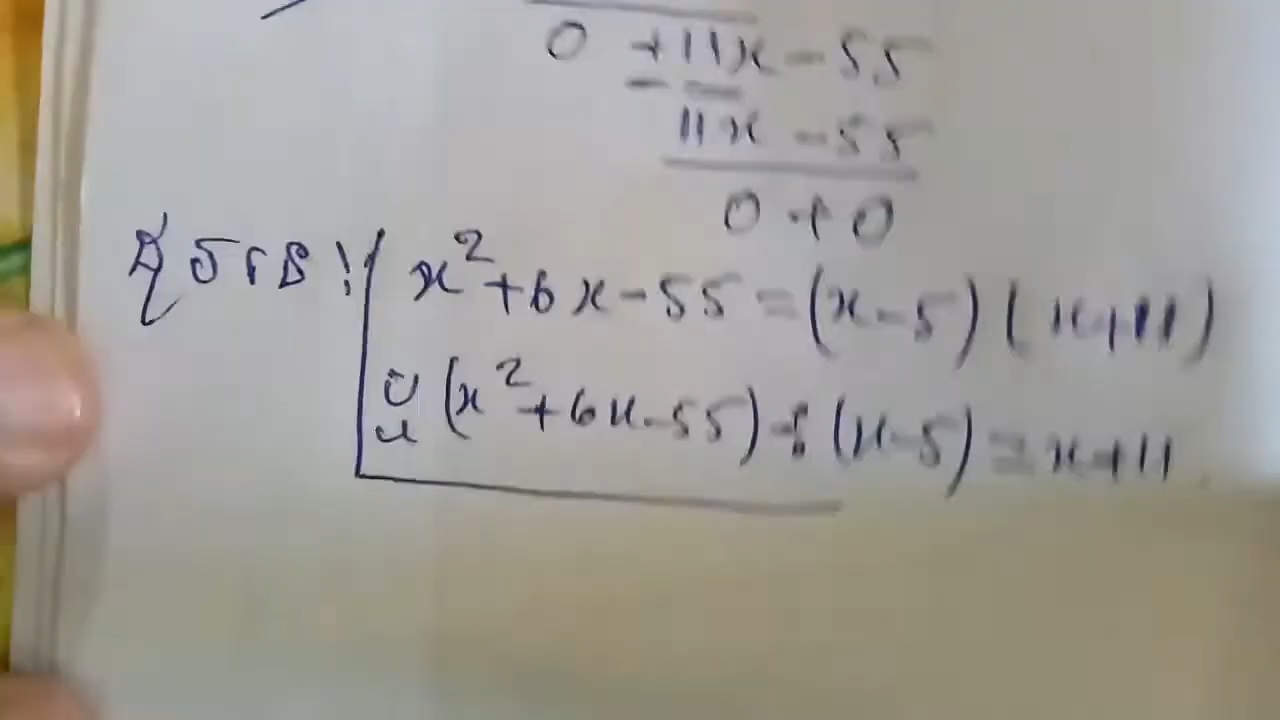 0 +11x - 55
11x - 55
0 + 0
x² + 6x - 55 = (x - 5) ( x + 11 )
(x² + 6x - 55) ÷ (x - 5) = x + 11